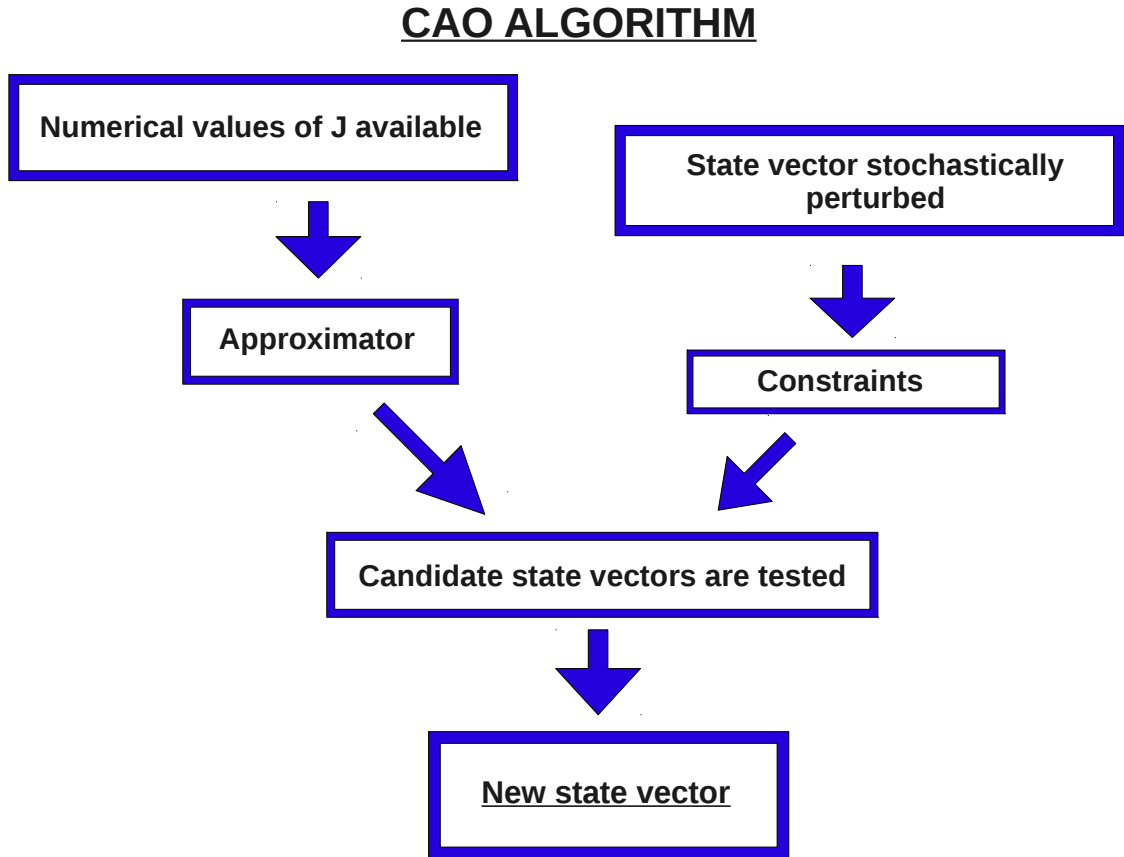 CAO ALGORITHM
Numerical values of J available
State vector stochastically
perturbed
Approximator
Constraints
Candidate state vectors are tested
New state vector